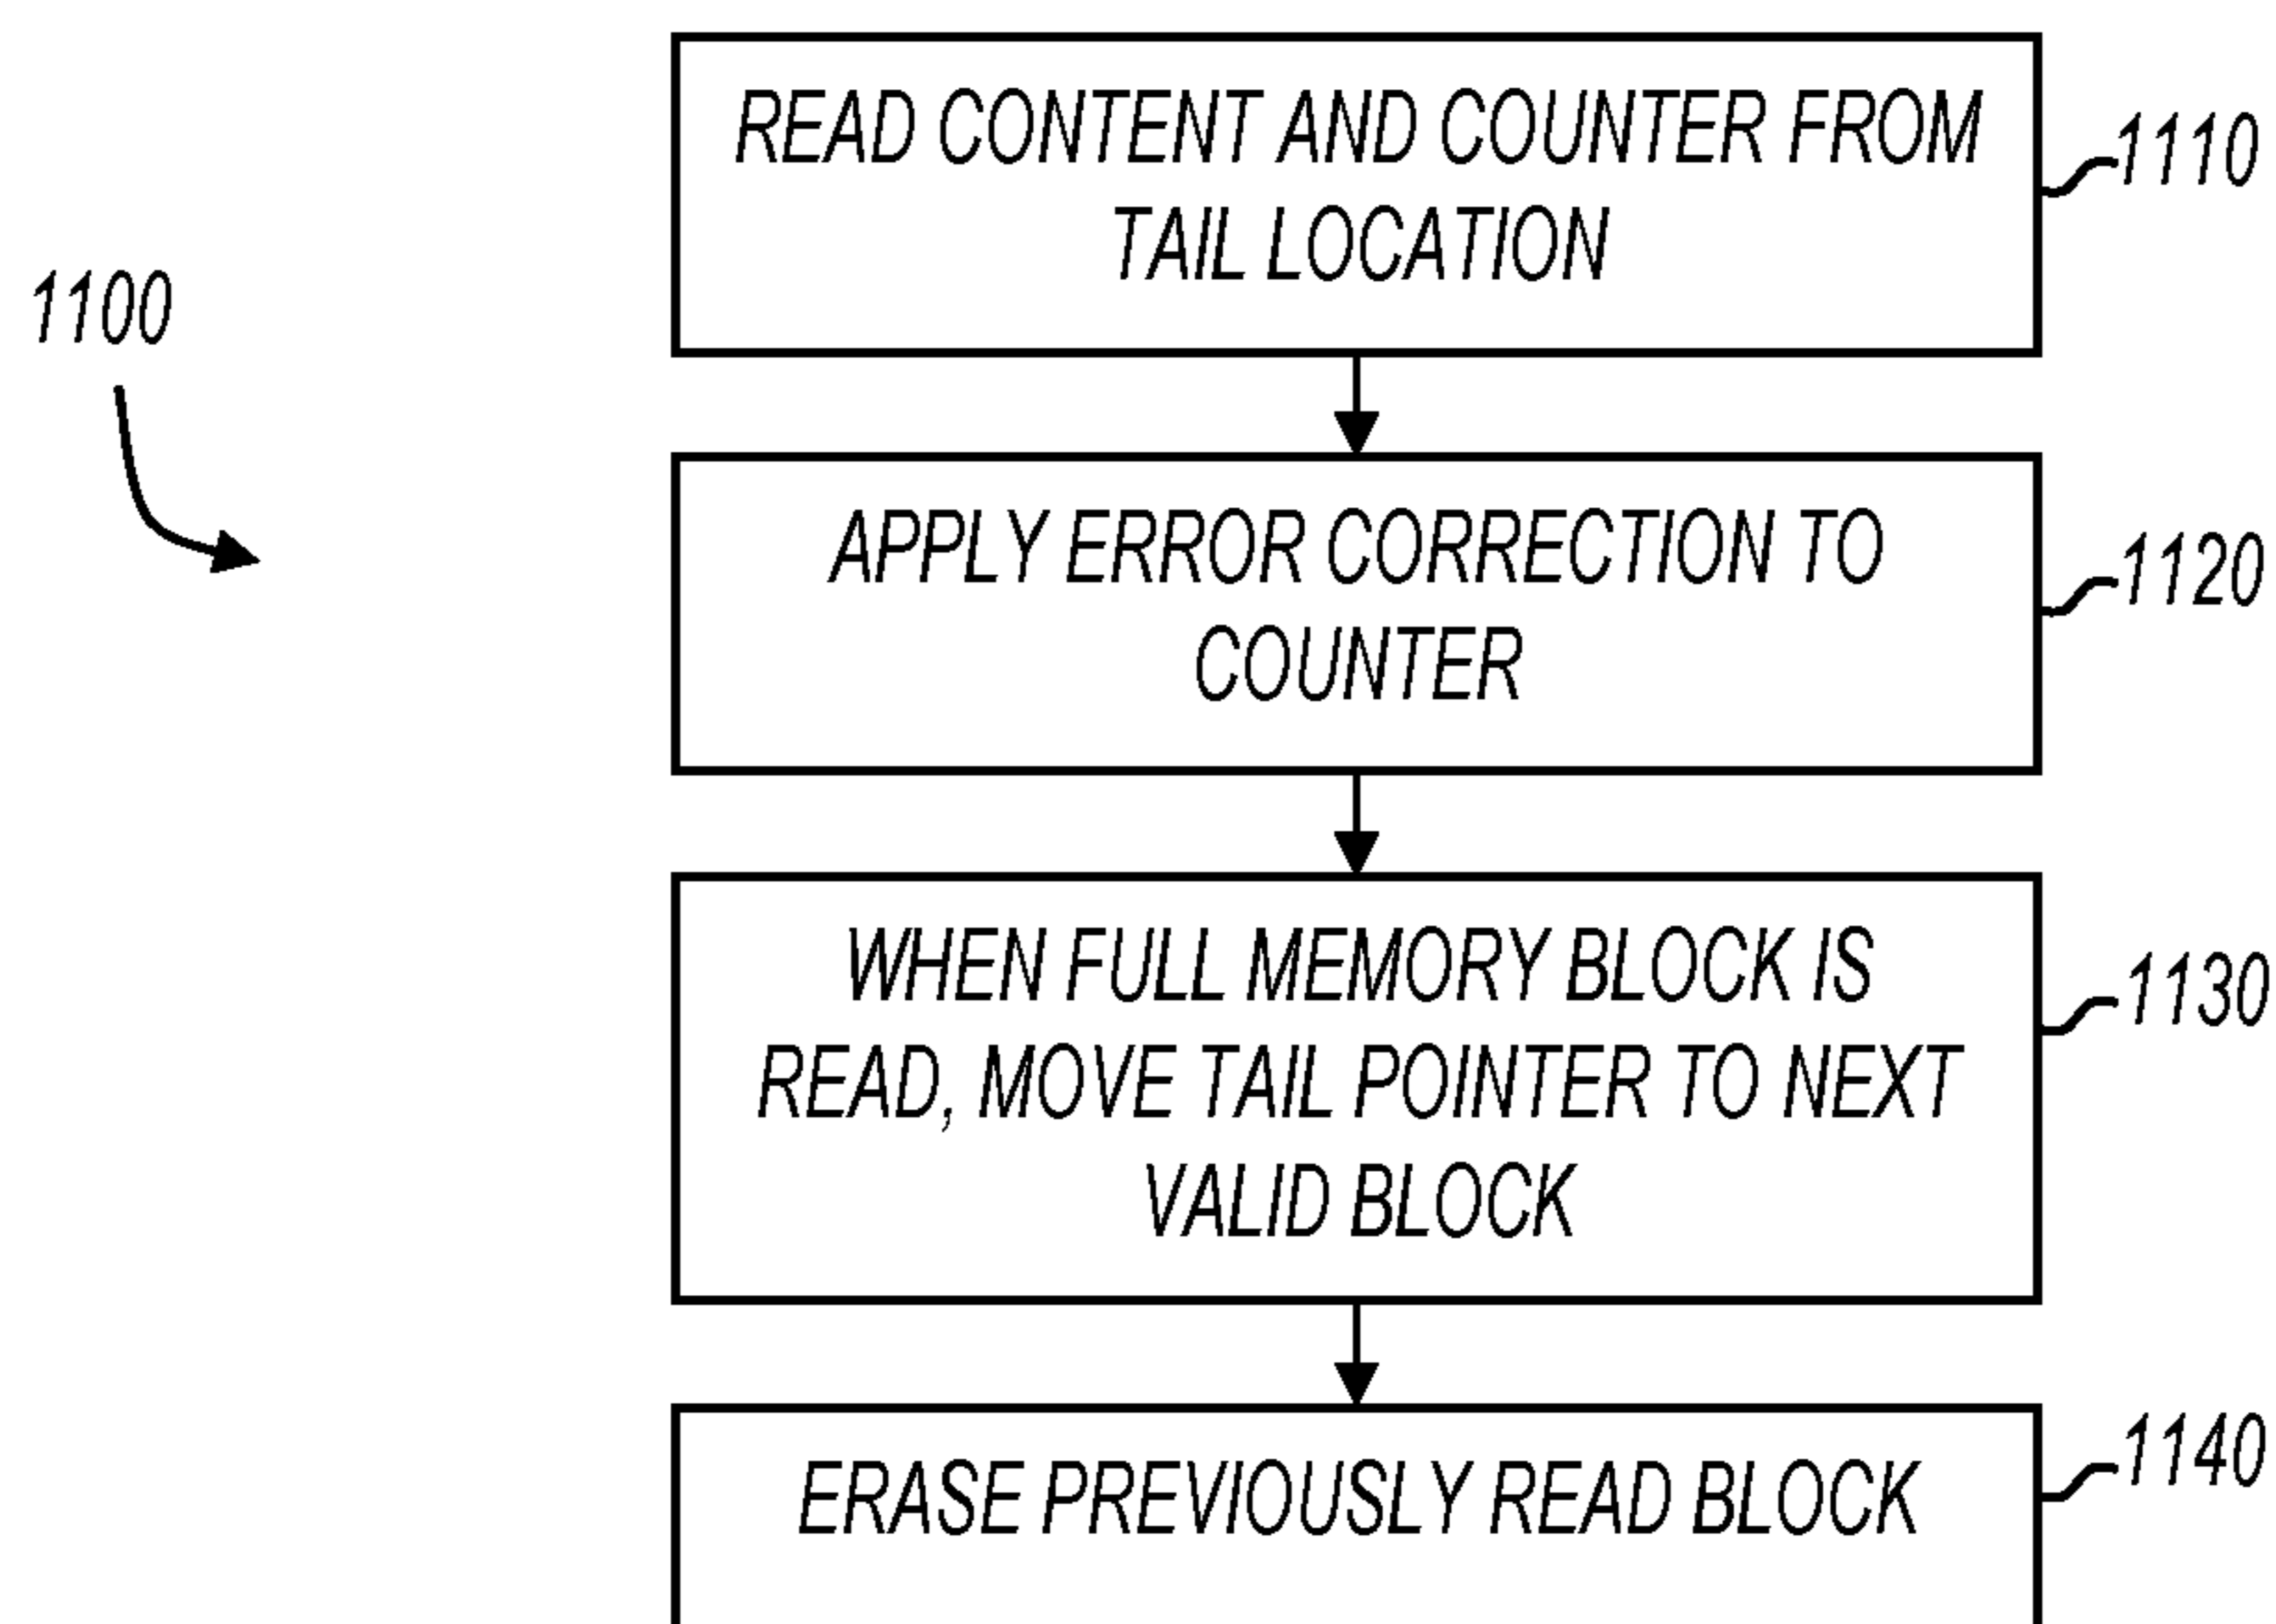 READ CONTENT AND COUNTER FROM
TAIL LOCATION
1110
1100
APPLY ERROR CORRECTION TO
COUNTER
1120
WHEN FULL MEMORY BLOCK IS
READ, MOVE TAIL POINTER TO NEXT
VALID BLOCK
1130
ERASE PREVIOUSLY READ BLOCK
1140